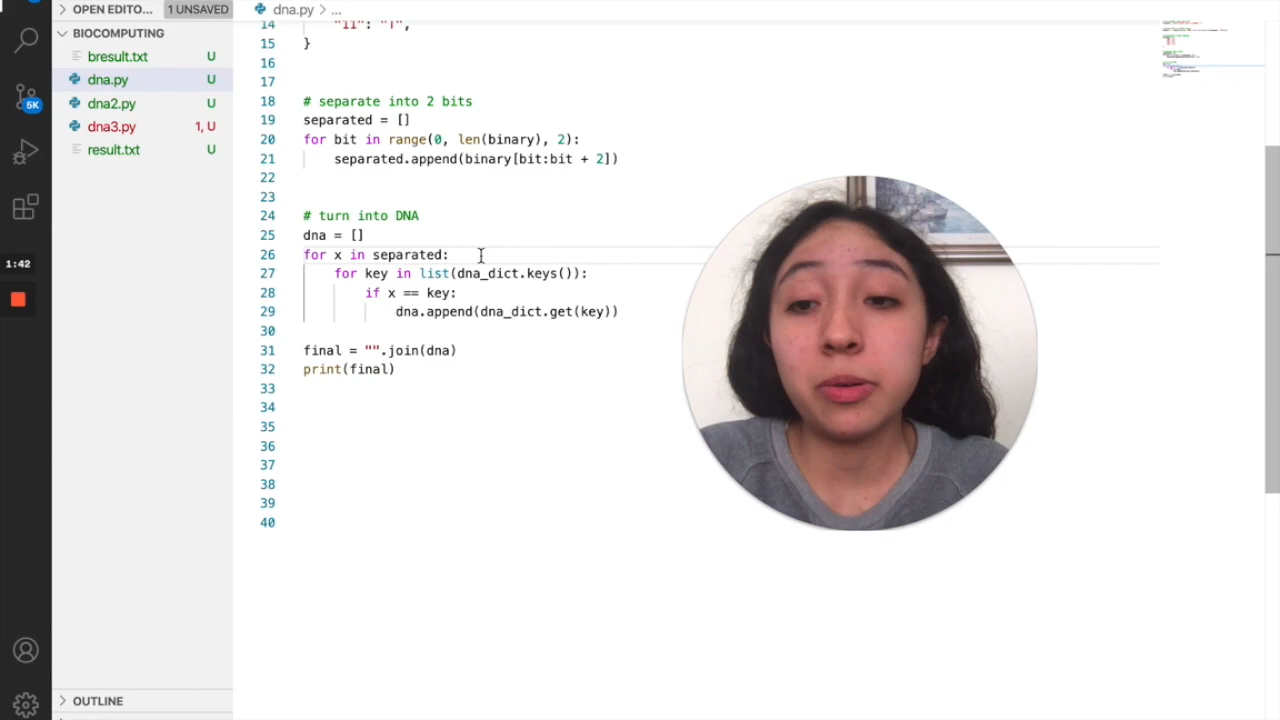 OPEN EDITO...
1 UNSAVED
BIOCOMPUTING
bresult.txt U
dna.py U
dna2.py U
dna3.py 1, U
result.txt U
5K
1:42
OUTLINE
dna.py > ...
14 "11": "T",
15 }
16
17
18 # separate into 2 bits
19 separated = []
20 for bit in range(0, len(binary), 2):
21 separated.append(binary[bit:bit + 2])
22
23
24 # turn into DNA
25 dna = []
26 for x in separated:
27 for key in list(dna_dict.keys()):
28 if x == key:
29 dna.append(dna_dict.get(key))
30
31 final = "".join(dna)
32 print(final)
33
34
35
36
37
38
39
40